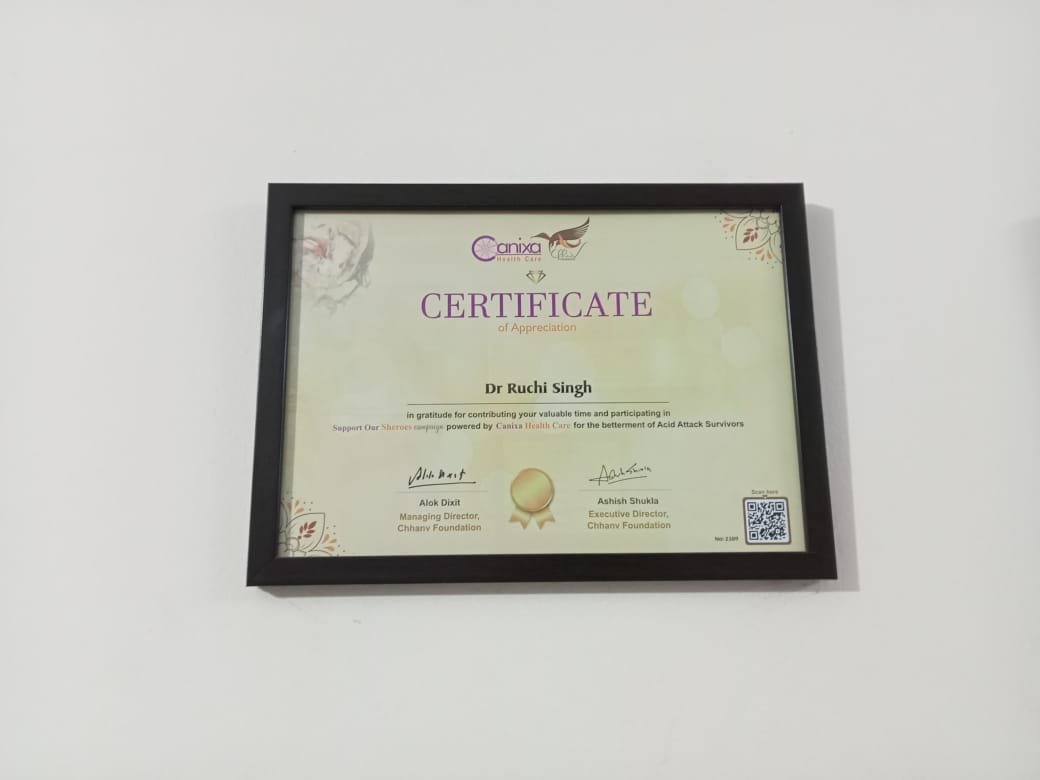 Canixa
Health Care
CERTIFICATE
of Appreciation
Dr Ruchi Singh
in gratitude for contributing your valuable time and participating in
Support Our Sheroes campaign powered by Canixa Health Care for the betterment of Acid Attack Survivors
Alok Dixit
Managing Director,
Chhanv Foundation
Ashish Shukla
Executive Director,
Chhanv Foundation
Scan here
No: 2389